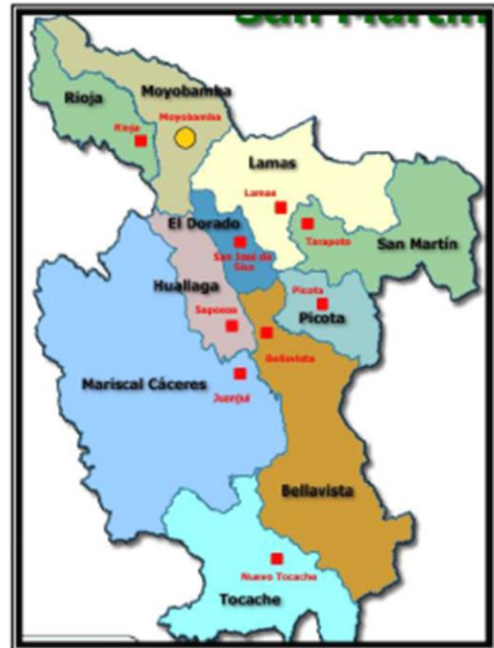 San Martín
Rioja
Moyobamba
Moyobamba
Rioja
Lamas
Lamas
El Dorado
Tarapoto
San Martín
San José de
Sisa
Huallaga
Picota
Saposoa
Picota
Bellavista
Mariscal Cáceres
Juanjui
Bellavista
Nuevo Tocache
Tocache